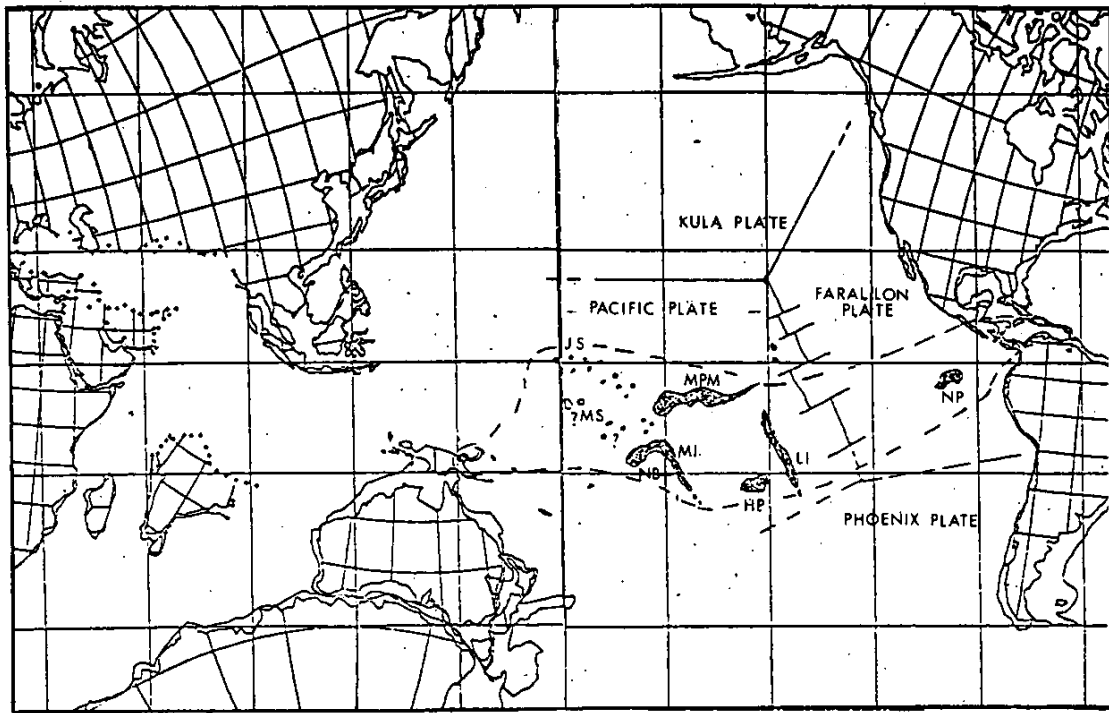 KULA PLATE
PACIFIC PLATE
FARALLON
PLATE
JS
MPM
NP
?MS
?
MI.
LI
NB
HP
PHOENIX PLATE